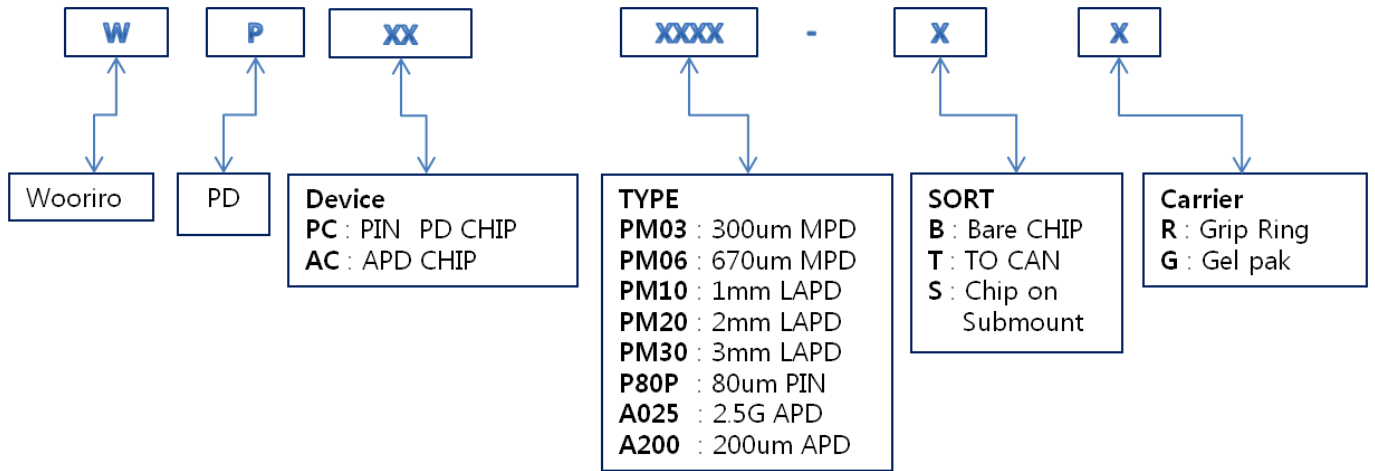 W P XX XXXX - X X
Wooriro
PD
Device
PC : PIN PD CHIP
AC : APD CHIP
TYPE
PM03 : 300um MPD
PM06 : 670um MPD
PM10 : 1mm LAPD
PM20 : 2mm LAPD
PM30 : 3mm LAPD
P80P : 80um PIN
A025 : 2.5G APD
A200 : 200um APD
SORT
B : Bare CHIP
T : TO CAN
S : Chip on
Submount
Carrier
R : Grip Ring
G : Gel pak